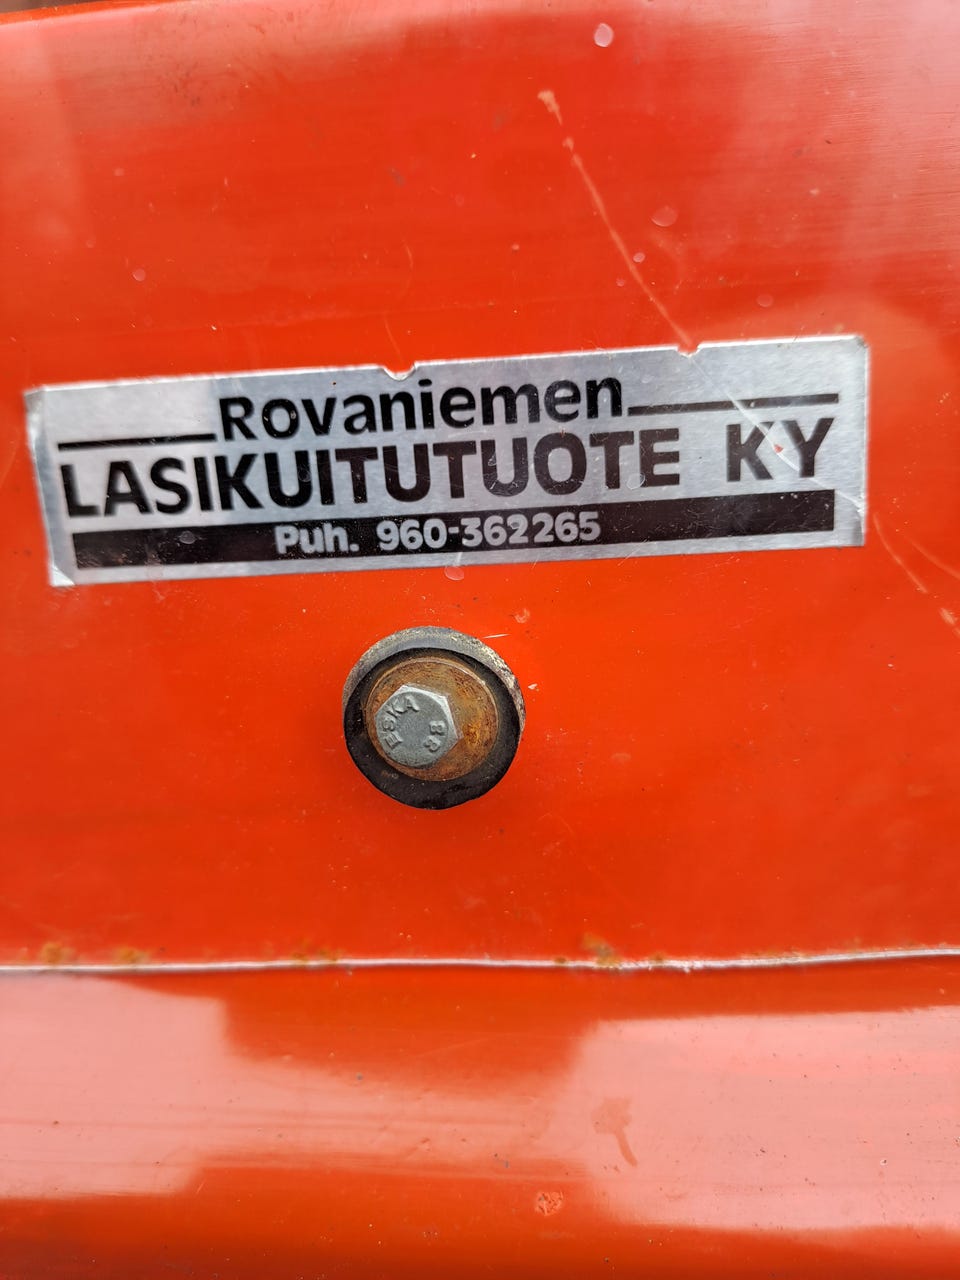 Rovaniemen
LASIKUITUTUOTE KY
Puh. 960-362265
ESKA
8.8